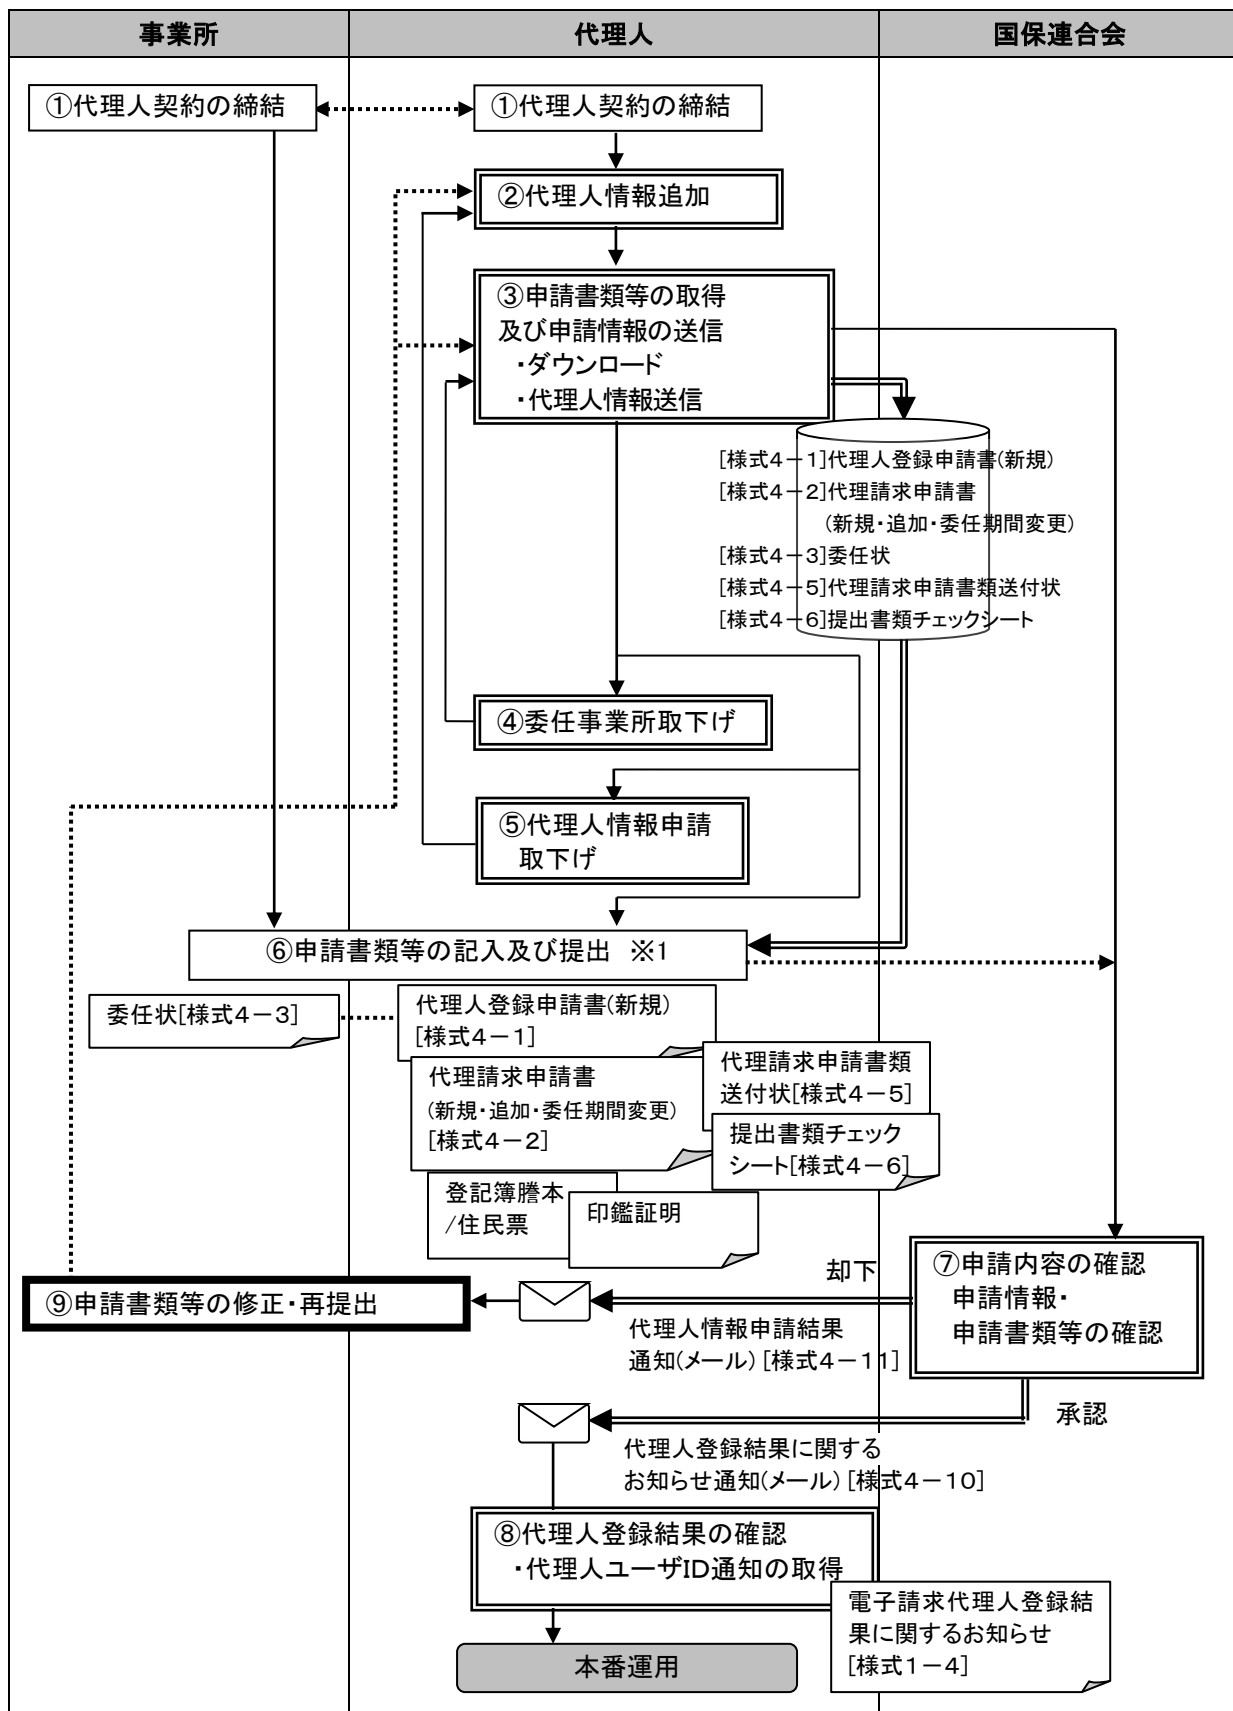 事業所
代理人
国保連合会
①代理人契約の締結
①代理人契約の締結
②代理人情報追加
③申請書類等の取得
及び申請情報の送信
・ダウンロード
・代理人情報送信
[様式4－1]代理人登録申請書(新規)
[様式4－2]代理請求申請書
(新規・追加・委任期間変更)
[様式4－3]委任状
[様式4－5]代理請求申請書類送付状
[様式4－6]提出書類チェックシート
④委任事業所取下げ
⑤代理人情報申請
取下げ
⑥申請書類等の記入及び提出 ※1
委任状[様式4－3]
代理人登録申請書(新規)
[様式4－1]
代理請求申請書
(新規・追加・委任期間変更)
[様式4－2]
代理請求申請書類
送付状[様式4－5]
提出書類チェック
シート[様式4－6]
登記簿謄本
/住民票
印鑑証明
⑦申請内容の確認
申請情報・
申請書類等の確認
却下
⑨申請書類等の修正・再提出
代理人情報申請結果
通知(メール)[様式4－11]
承認
代理人登録結果に関する
お知らせ通知(メール)[様式4－10]
⑧代理人登録結果の確認
・代理人ユーザID通知の取得
電子請求代理人登録結
果に関するお知らせ
[様式1－4]
本番運用